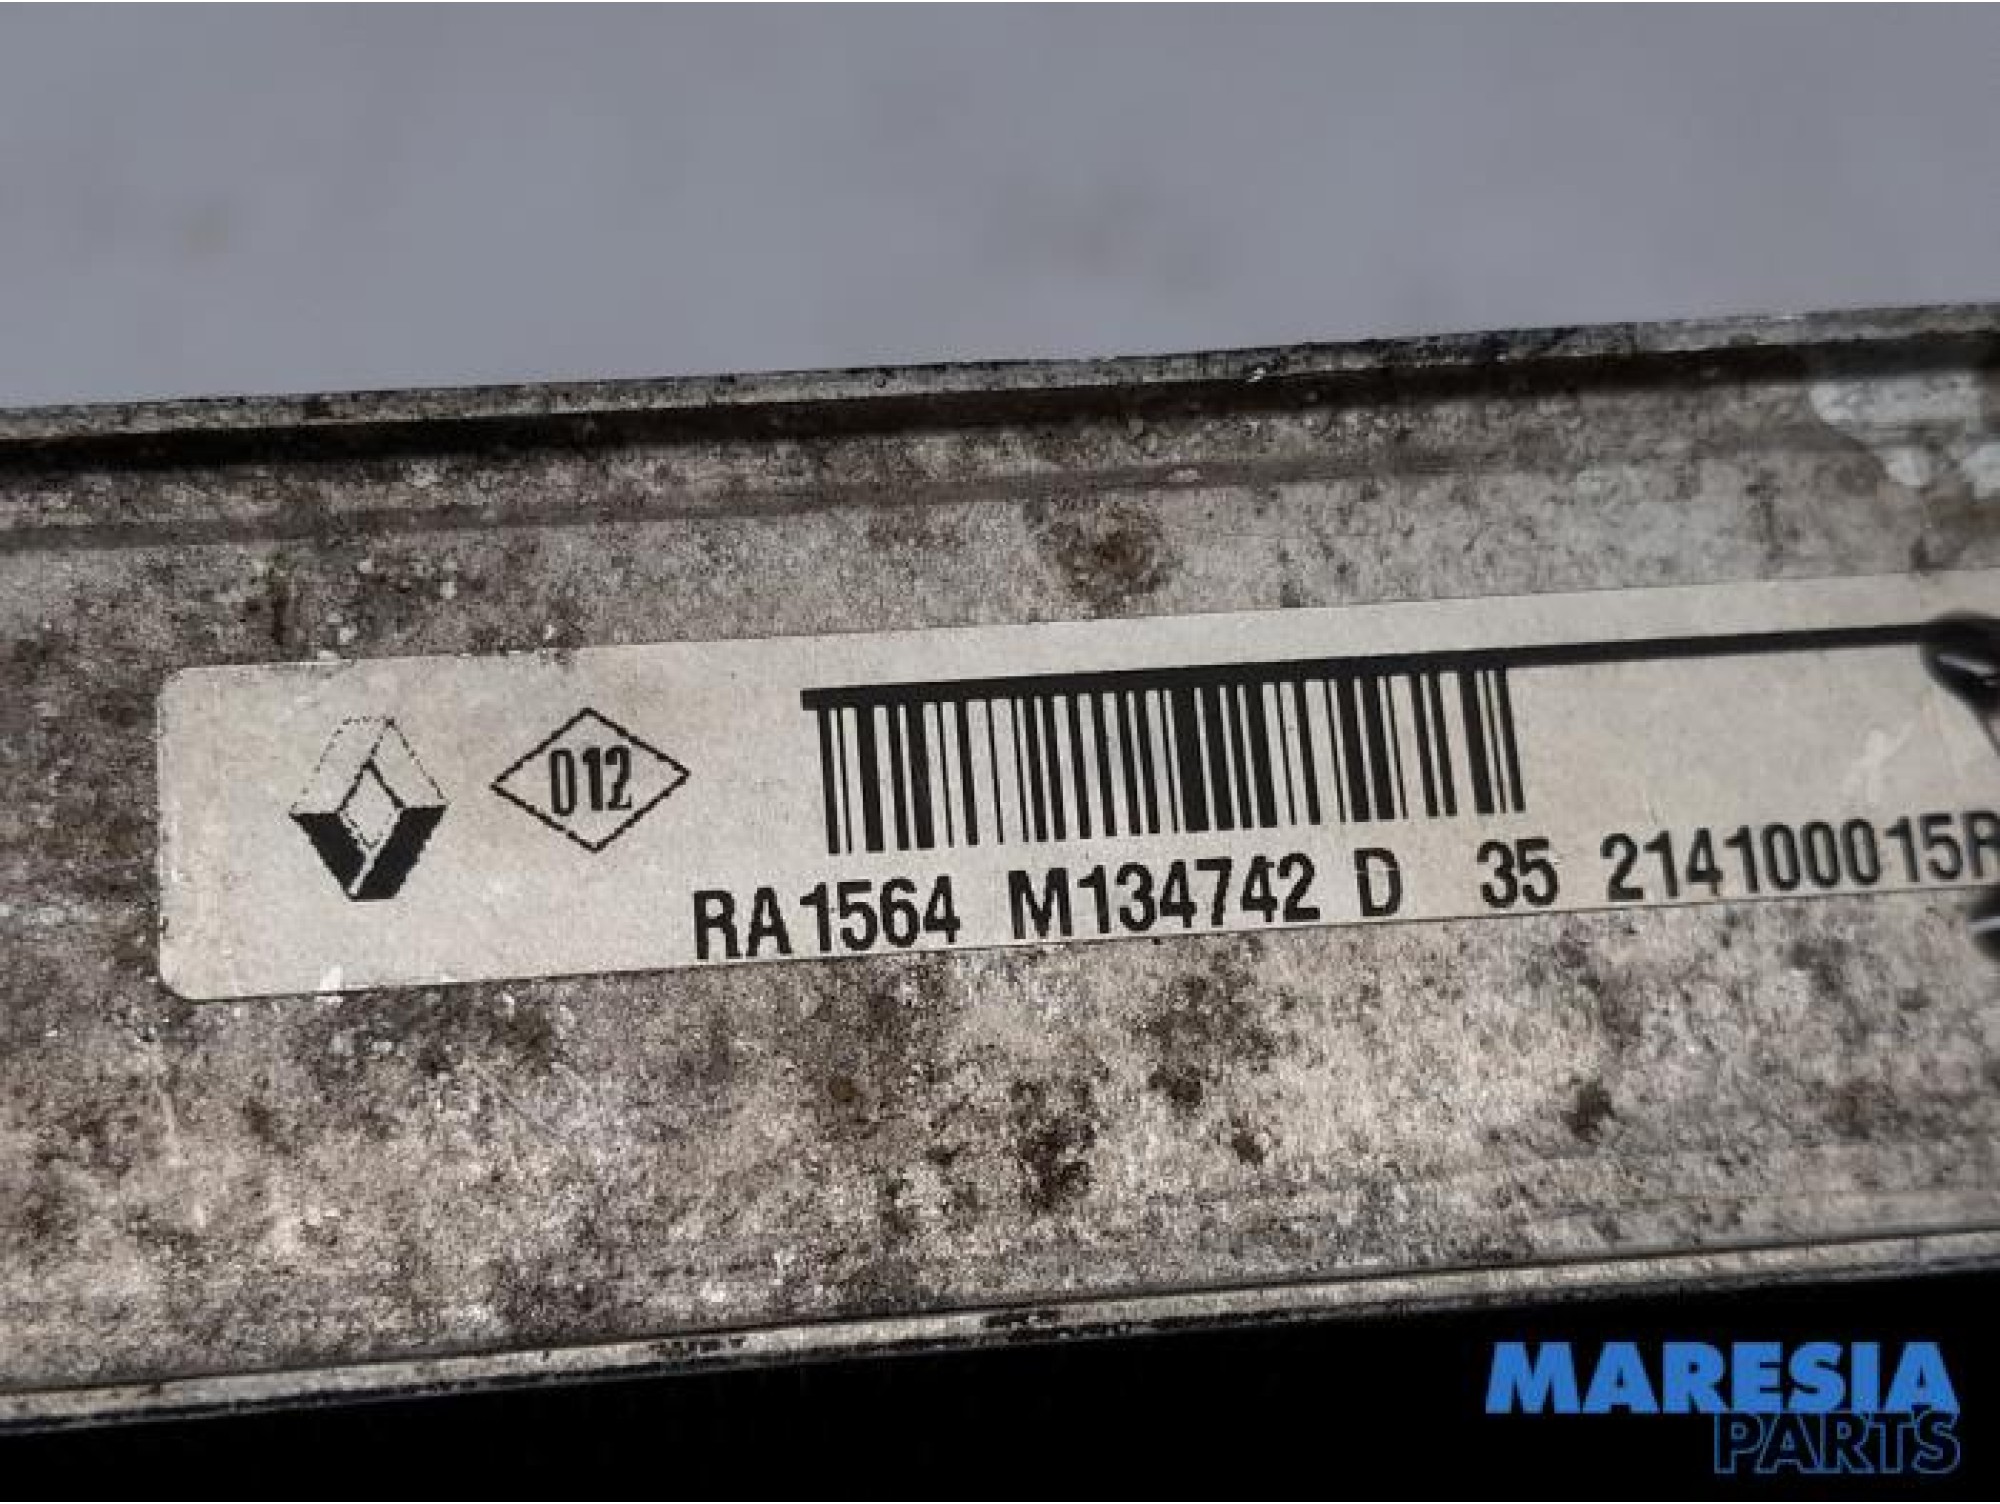 012
RA1564 M134742 D 35 214100015R
MARESIA
PARTS